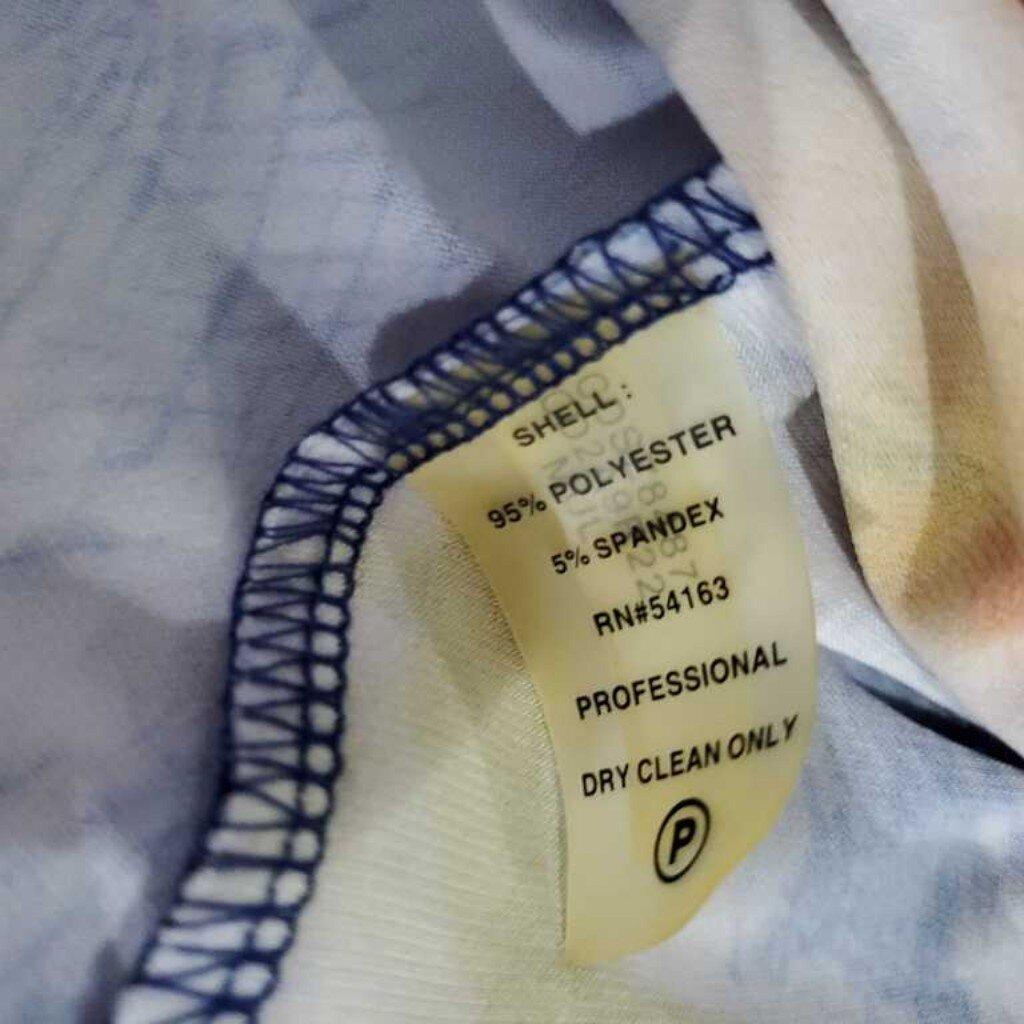 SHELL :
95% POLYESTER
5% SPANDEX
RN#54163
PROFESSIONAL
DRY CLEAN ONLY
P